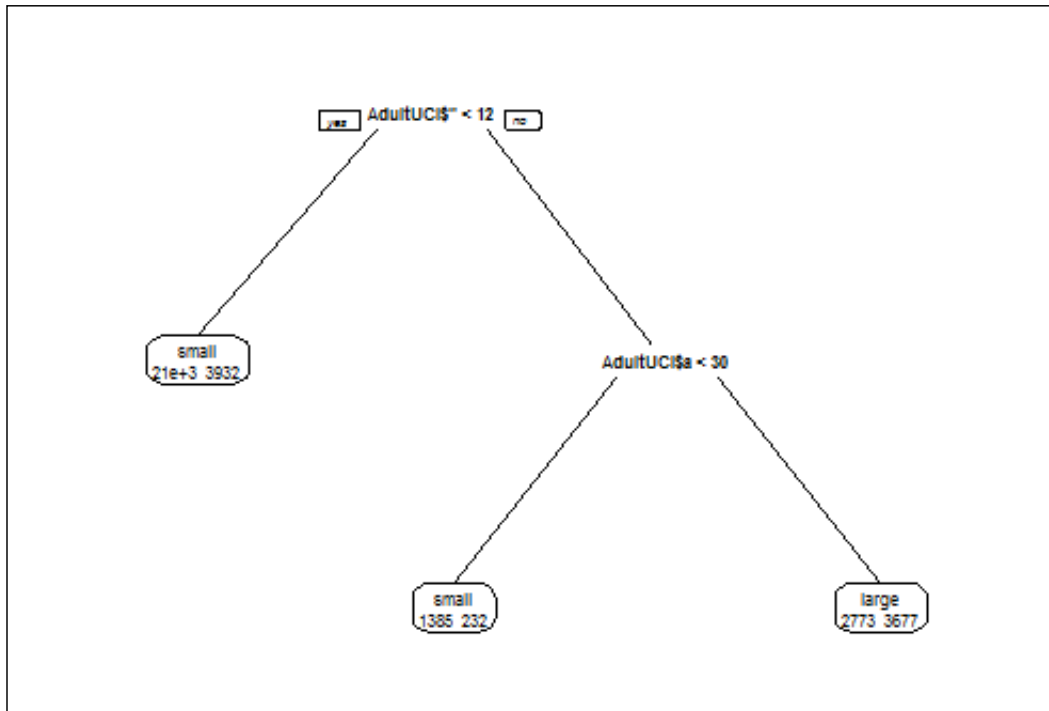 yes AdultUCI$"" < 12 no
small
21e+3 3932
AdultUCI$a < 30
small
1385 232
large
2773 3677